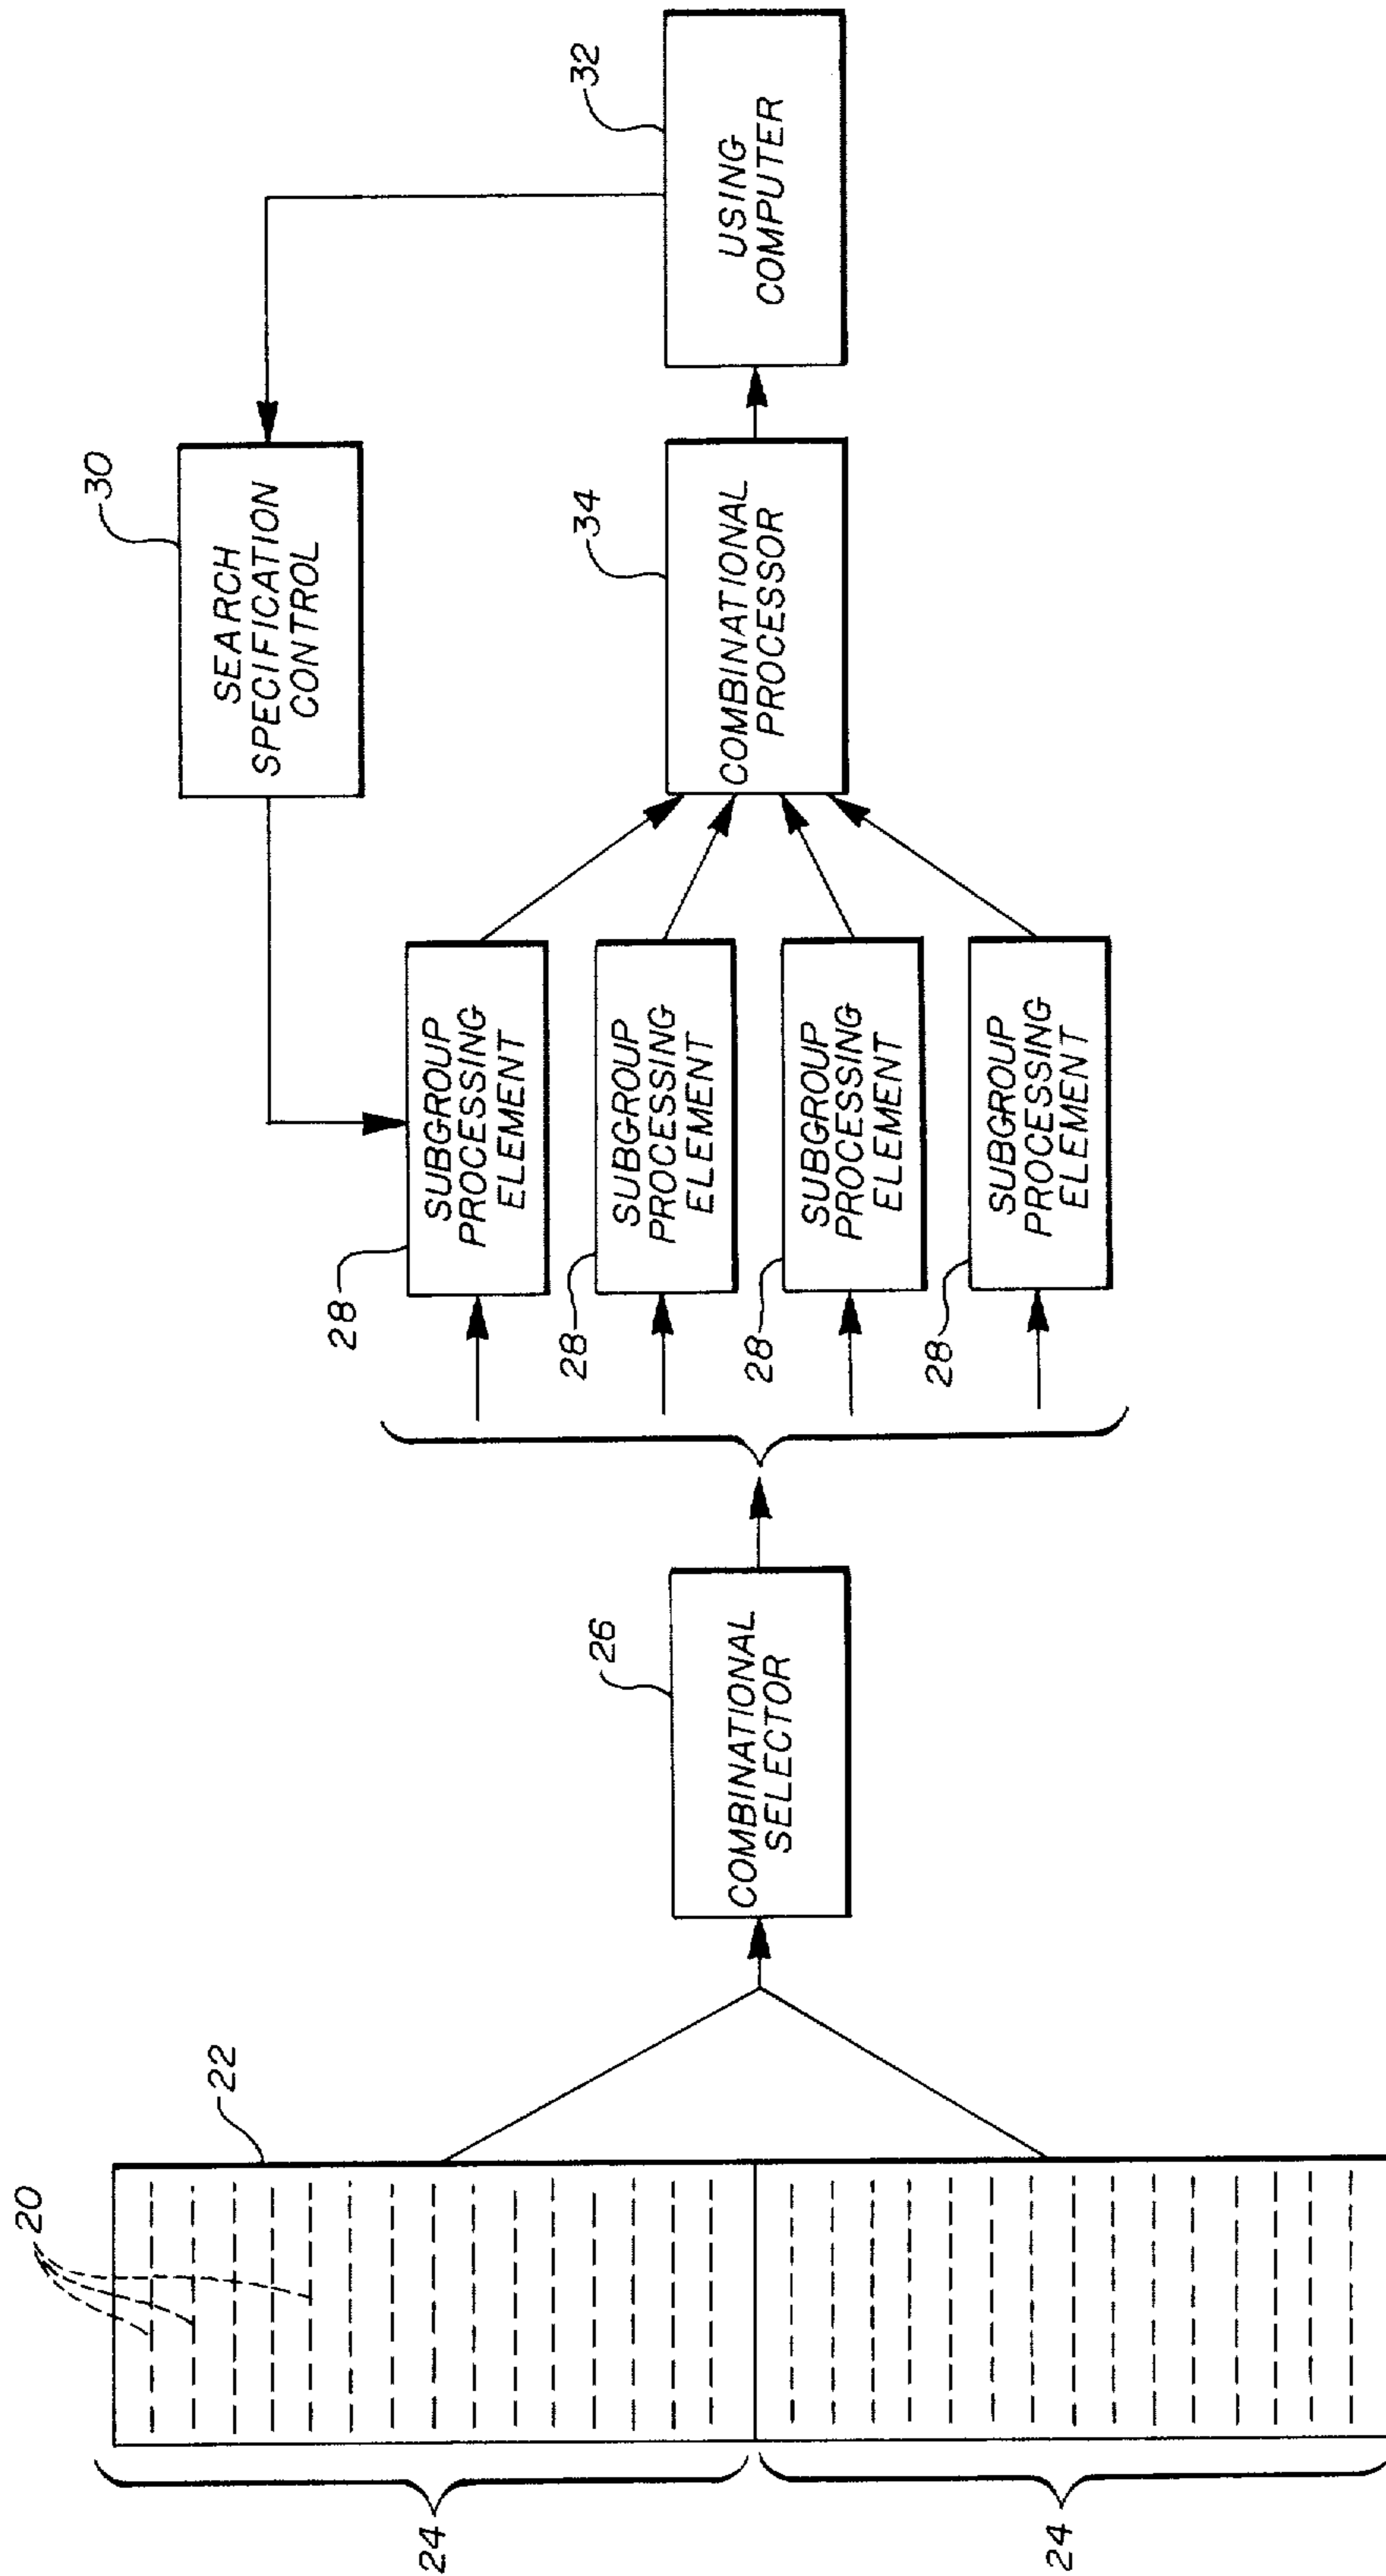 20
22
24
24
26
COMBINATIONAL
SELECTOR
28
SUBGROUP
PROCESSING
ELEMENT
28
SUBGROUP
PROCESSING
ELEMENT
28
SUBGROUP
PROCESSING
ELEMENT
28
SUBGROUP
PROCESSING
ELEMENT
30
SEARCH
SPECIFICATION
CONTROL
34
COMBINATIONAL
PROCESSOR
32
USING
COMPUTER